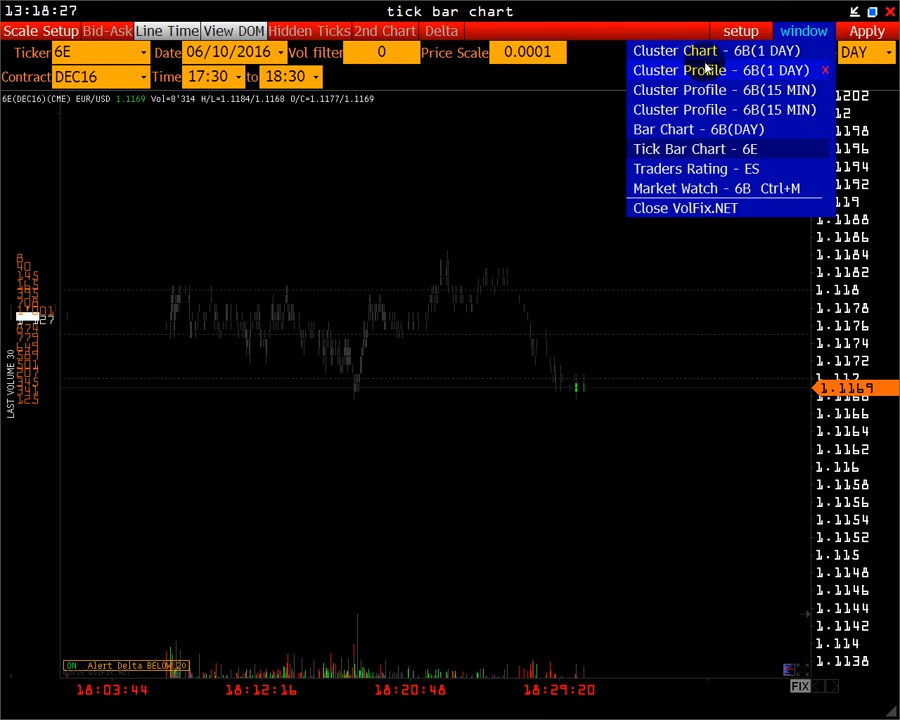 13:18:27
tick bar chart
Scale Setup Bid-Ask Line Time View DOM Hidden Ticks 2nd Chart Delta setup window Apply
Ticker 6E Date 06/10/2016 Vol filter 0 Price Scale 0.0001 DAY
Contract DEC16 Time 17:30 to 18:30
Cluster Chart - 6B(1 DAY)
Cluster Profile - 6B(1 DAY) x
Cluster Profile - 6B(15 MIN)
Cluster Profile - 6B(15 MIN)
Bar Chart - 6B(DAY)
Tick Bar Chart - 6E
Traders Rating - ES
Market Watch - 6B Ctrl+M
Close VolFix.NET
6E(DEC16)(CME) EUR/USD 1.1169 Vol=8'314 H/L=1.1184/1.1168 O/C=1.1177/1.1169
1.1198
1.1196
1.1194
1.1192
1.119
1.1188
1.1186
1.1184
1.1182
1.118
1.1178
1.1176
1.1174
1.1172
1.1169
1.1166
1.1164
1.1162
1.116
1.1158
1.1156
1.1154
1.1152
1.115
1.1148
1.1146
1.1144
1.1142
1.114
1.1138
LAST VOLUME 30
ON Alert Delta BELOW 20
18:03:44 18:12:16 18:20:48 18:29:20
FIX